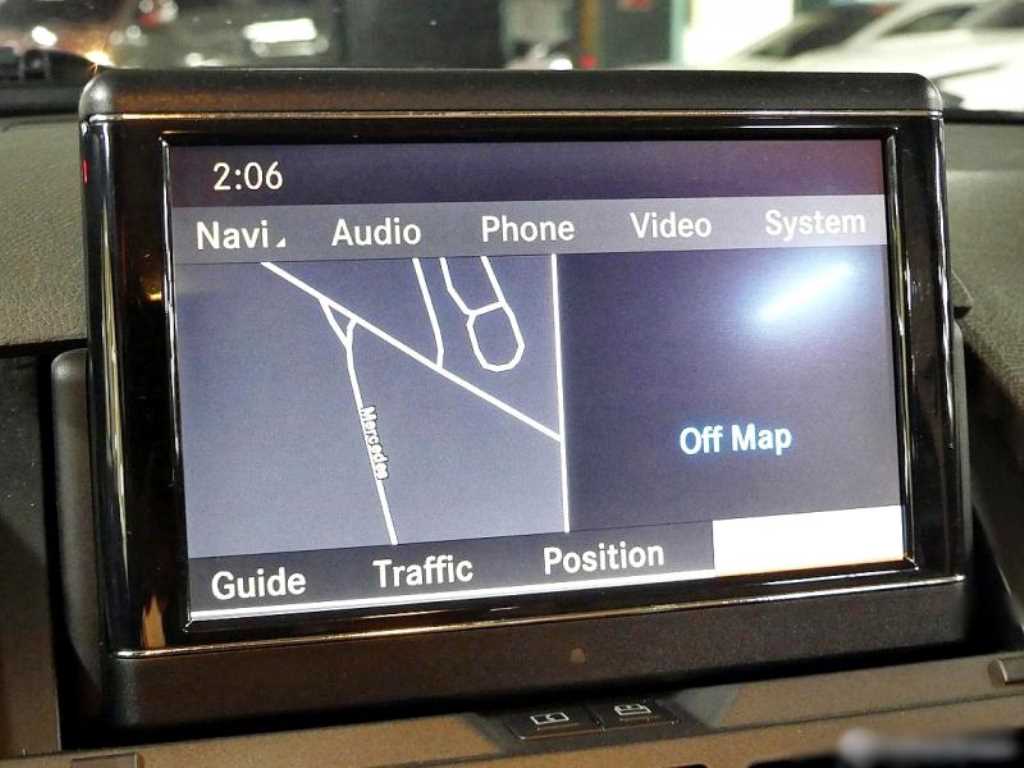 2:06
Navi Audio Phone Video System
Mercedes
Off Map
Guide Traffic Position